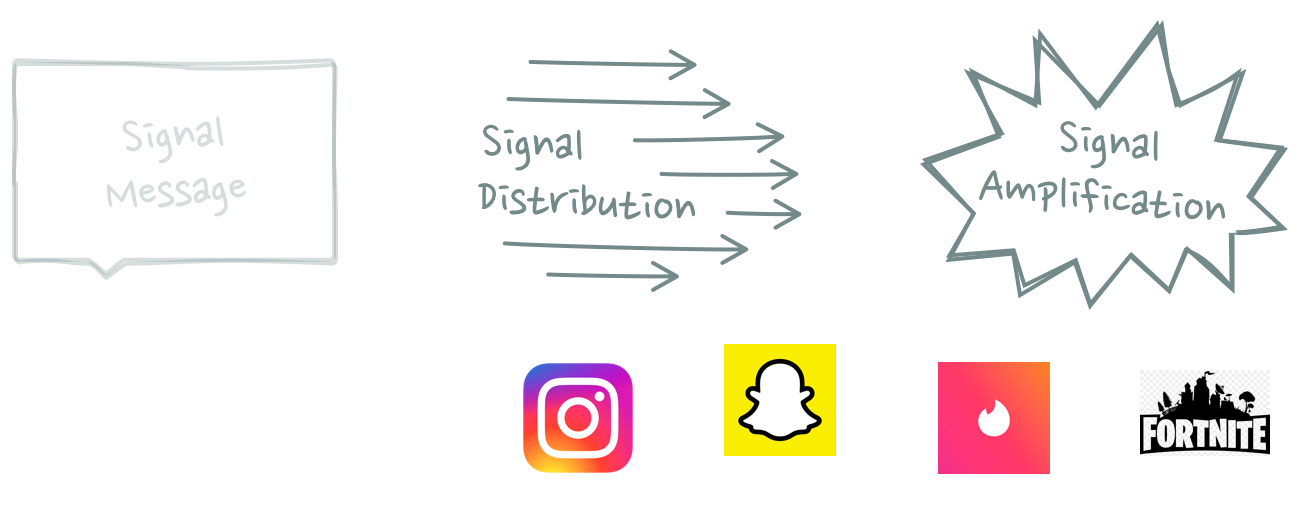 Signal
Message
Signal
Distribution
Signal
Amplification
FORTNITE